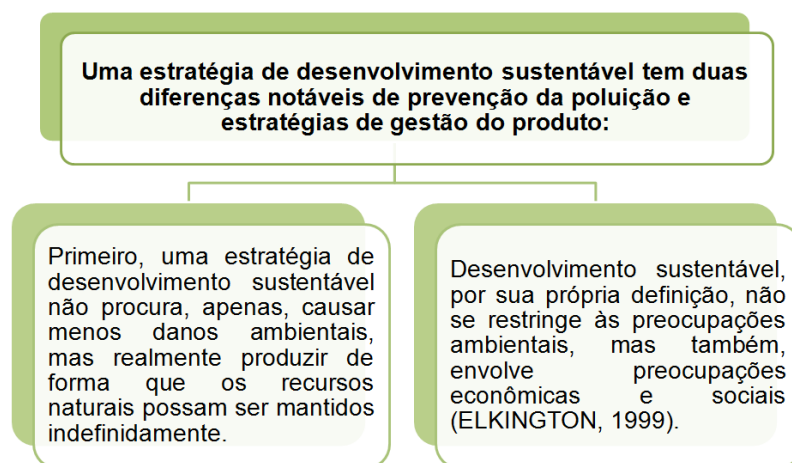 Uma estratégia de desenvolvimento sustentável tem duas
diferenças notáveis de prevenção da poluição e
estratégias de gestão do produto:
Primeiro, uma estratégia de
desenvolvimento sustentável
não procura, apenas, causar
menos danos ambientais,
mas realmente produzir de
forma que os recursos
naturais possam ser mantidos
indefinidamente.
Desenvolvimento sustentável,
por sua própria definição, não
se restringe às preocupações
ambientais, mas também,
envolve preocupações
econômicas e sociais
(ELKINGTON, 1999).